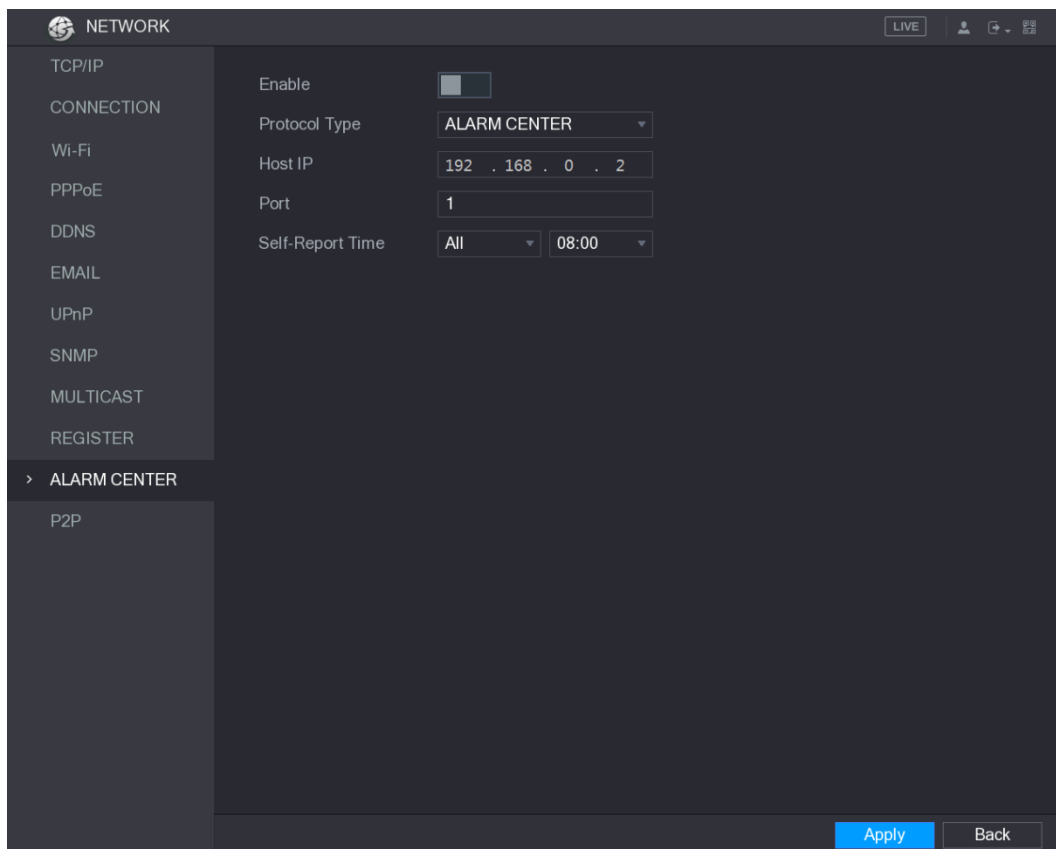 NETWORK
LIVE
TCP/IP
CONNECTION
Wi-Fi
PPPoE
DDNS
EMAIL
UPnP
SNMP
MULTICAST
REGISTER
> ALARM CENTER
P2P
Enable
Protocol Type ALARM CENTER
Host IP 192 . 168 . 0 . 2
Port 1
Self-Report Time All 08:00
Apply Back